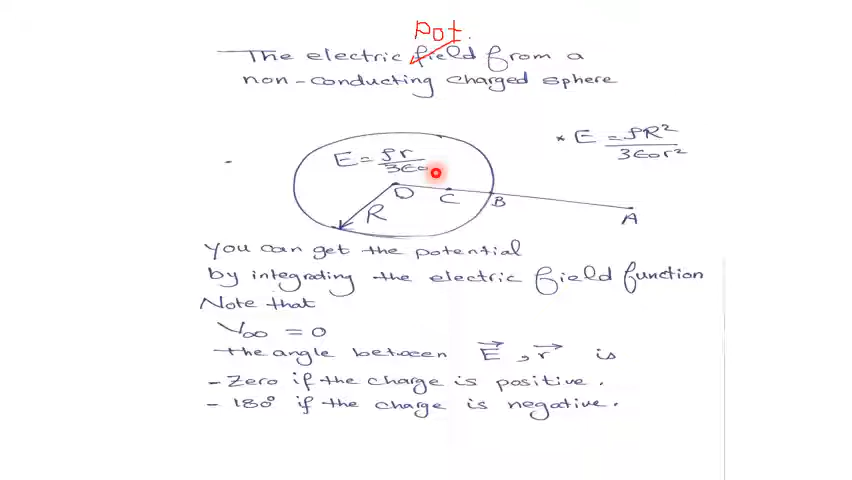 Pot.
The electric field from a
non-conducting charged sphere
E = ρr / 3ε0
* E = ρR² / 3ε0r²
D
C
B
A
R
You can get the potential
by integrating the electric field function
Note that
V∞ = 0
The angle between E⃗ , r⃗ is
- Zero if the charge is positive.
- 180° if the charge is negative.